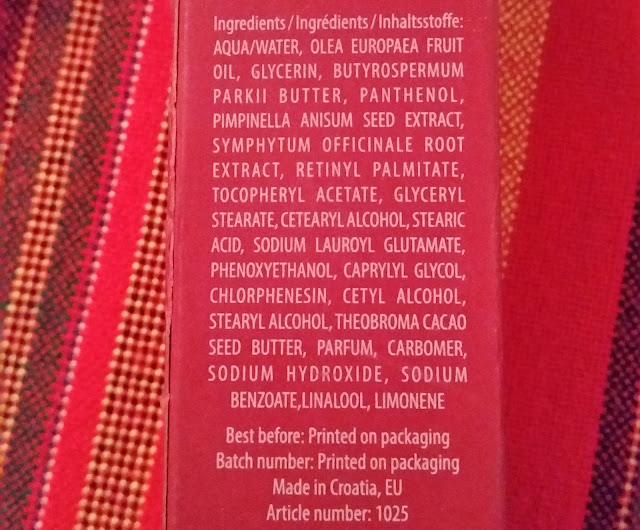 Ingredients / Ingrédients / Inhaltsstoffe:
AQUA/WATER, OLEA EUROPAEA FRUIT
OIL, GLYCERIN, BUTYROSPERMUM
PARKII BUTTER, PANTHENOL,
PIMPINELLA ANISUM SEED EXTRACT,
SYMPHYTUM OFFICINALE ROOT
EXTRACT, RETINYL PALMITATE,
TOCOPHERYL ACETATE, GLYCERYL
STEARATE, CETEARYL ALCOHOL, STEARIC
ACID, SODIUM LAUROYL GLUTAMATE,
PHENOXYETHANOL, CAPRYLYL GLYCOL,
CHLORPHENESIN, CETYL ALCOHOL,
STEARYL ALCOHOL, THEOBROMA CACAO
SEED BUTTER, PARFUM, CARBOMER,
SODIUM HYDROXIDE, SODIUM
BENZOATE,LINALOOL, LIMONENE
Best before: Printed on packaging
Batch number: Printed on packaging
Made in Croatia, EU
Article number: 1025